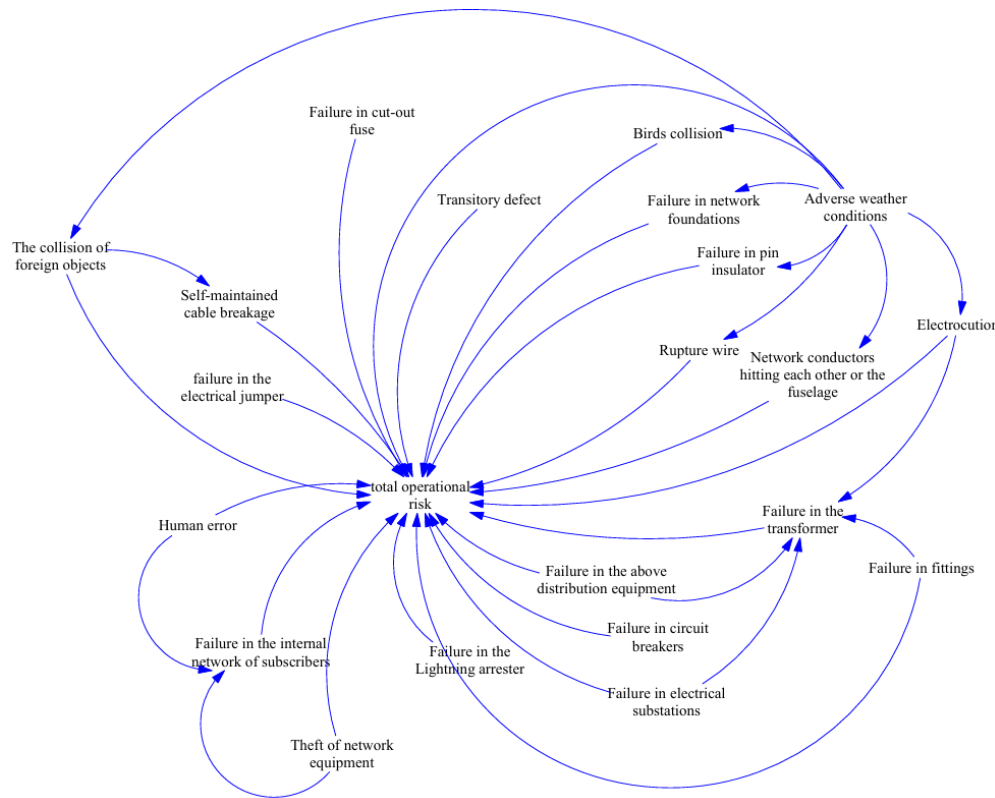 Failure in cut-out
fuse
Birds collision
Transitory defect
Failure in network
foundations
Adverse weather
conditions
The collision of
foreign objects
Failure in pin
insulator
Self-maintained
cable breakage
Electrocution
Rupture wire
Network conductors
hitting each other or the
fuselage
failure in the
electrical jumper
total operational
risk
Human error
Failure in the
transformer
Failure in the above
distribution equipment
Failure in fittings
Failure in circuit
breakers
Failure in the internal
network of subscribers
Failure in the
Lightning arrester
Failure in electrical
substations
Theft of network
equipment